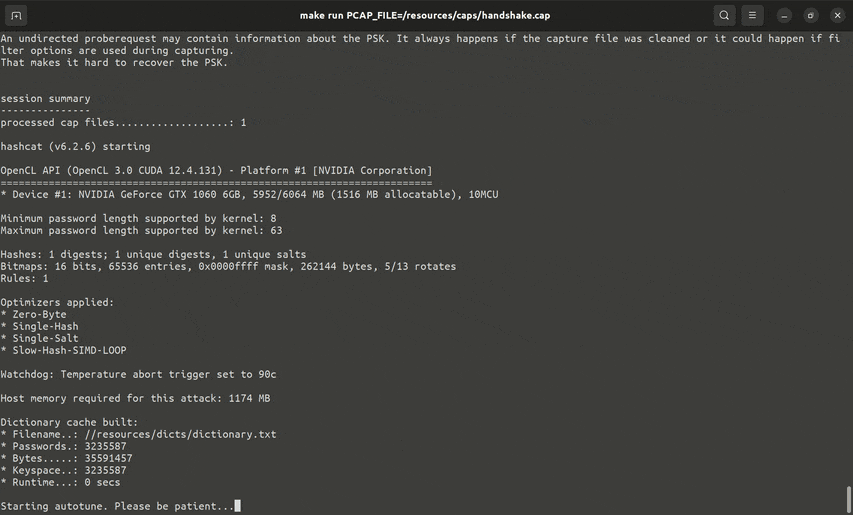 make run PCAP_FILE=/resources/caps/handshake.cap
An undirected proberequest may contain information about the PSK. It always happens if the capture file was cleaned or it could happen if fi
lter options are used during capturing.
That makes it hard to recover the PSK.
session summary
---------------
processed cap files...................: 1
hashcat (v6.2.6) starting
OpenCL API (OpenCL 3.0 CUDA 12.4.131) - Platform #1 [NVIDIA Corporation]
========================================================================
* Device #1: NVIDIA GeForce GTX 1060 6GB, 5952/6064 MB (1516 MB allocatable), 10MCU
Minimum password length supported by kernel: 8
Maximum password length supported by kernel: 63
Hashes: 1 digests; 1 unique digests, 1 unique salts
Bitmaps: 16 bits, 65536 entries, 0x0000ffff mask, 262144 bytes, 5/13 rotates
Rules: 1
Optimizers applied:
* Zero-Byte
* Single-Hash
* Single-Salt
* Slow-Hash-SIMD-LOOP
Watchdog: Temperature abort trigger set to 90c
Host memory required for this attack: 1174 MB
Dictionary cache built:
* Filename..: //resources/dicts/dictionary.txt
* Passwords.: 3235587
* Bytes.....: 35591457
* Keyspace..: 3235587
* Runtime...: 0 secs
Starting autotune. Please be patient...